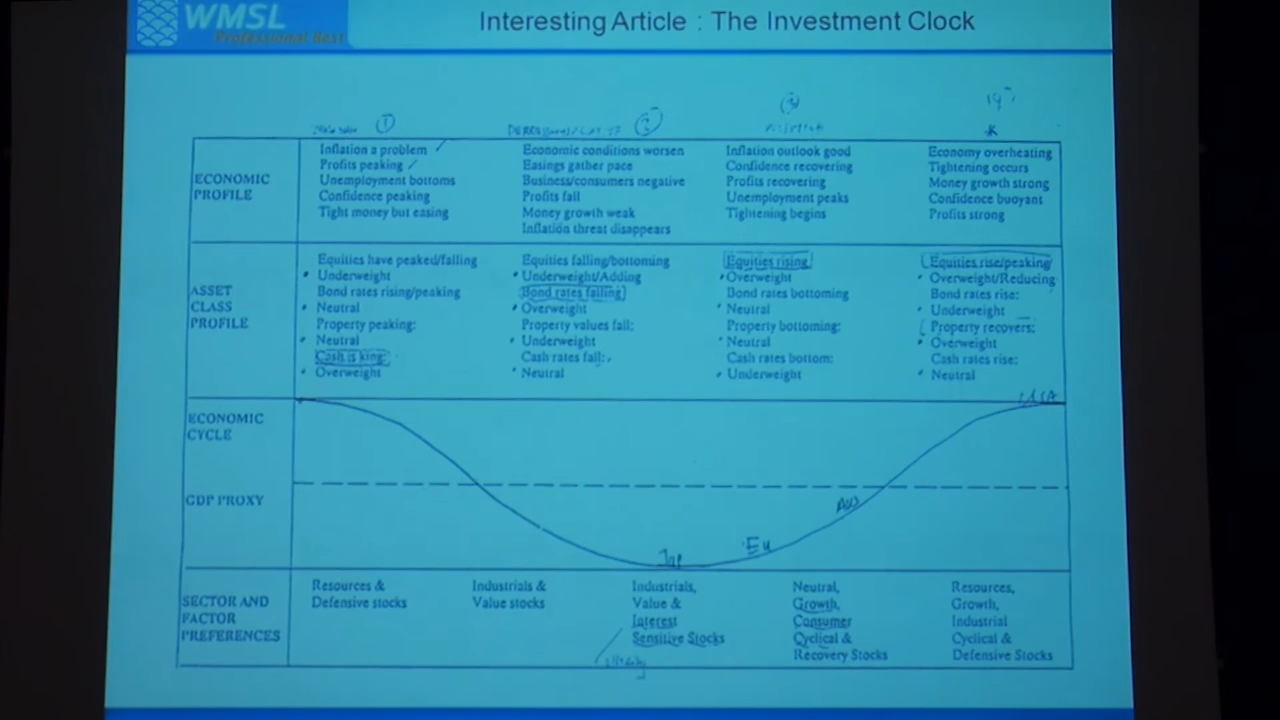 WMSL
Professional Best
Interesting Article : The Investment Clock
①
②
③
ECONOMIC
PROFILE
Inflation a problem
Profits peaking
Unemployment bottoms
Confidence peaking
Tight money but easing
Economic conditions worsen
Easings gather pace
Business/consumers negative
Profits fall
Money growth weak
Inflation threat disappears
Inflation outlook good
Confidence recovering
Profits recovering
Unemployment peaks
Tightening begins
Economy overheating
Tightening occurs
Money growth strong
Confidence buoyant
Profits strong
ASSET
CLASS
PROFILE
Equities have peaked/falling
• Underweight
Bond rates rising/peaking
• Neutral
Property peaking:
• Neutral
Cash is king:
• Overweight
Equities falling/bottoming
• Underweight/Adding
Bond rates falling
• Overweight
Property values fall:
• Underweight
Cash rates fall:
• Neutral
Equities rising
• Overweight
Bond rates bottoming
• Neutral
Property bottoming:
• Neutral
Cash rates bottom:
• Underweight
Equities rise/peaking
• Overweight/Reducing
Bond rates rise:
• Underweight
Property recovers:
• Overweight
Cash rates rise:
• Neutral
ECONOMIC
CYCLE
USA
GDP PROXY
Aus
Eu
Jap
SECTOR AND
FACTOR
PREFERENCES
Resources &
Defensive stocks
Industrials &
Value stocks
Industrials,
Value &
Interest
Sensitive Stocks
Neutral,
Growth,
Consumer
Cyclical &
Recovery Stocks
Resources,
Growth,
Industrial
Cyclical &
Defensive Stocks